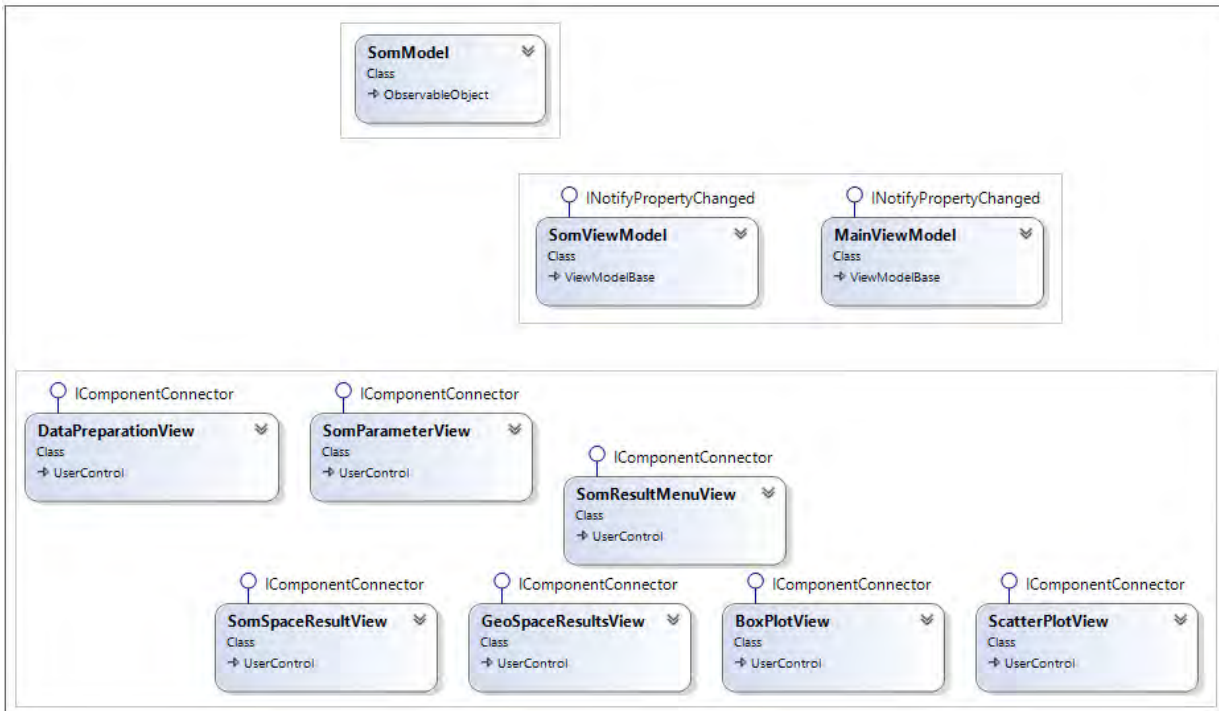 SomModel
Class
ObservableObject
INotifyPropertyChanged
SomViewModel
Class
ViewModelBase
INotifyPropertyChanged
MainViewModel
Class
ViewModelBase
IComponentConnector
DataPreparationView
Class
UserControl
IComponentConnector
SomParameterView
Class
UserControl
IComponentConnector
SomResultMenuView
Class
UserControl
IComponentConnector
SomSpaceResultView
Class
UserControl
IComponentConnector
GeoSpaceResultsView
Class
UserControl
IComponentConnector
BoxPlotView
Class
UserControl
IComponentConnector
ScatterPlotView
Class
UserControl